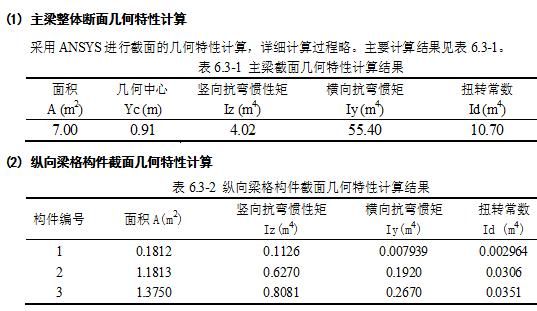 (1) 主梁整体断面几何特性计算
采用 ANSYS 进行截面的几何特性计算，详细计算过程略。主要计算结果见表 6.3-1。
表 6.3-1 主梁截面几何特性计算结果
面积 几何中心 竖向抗弯惯性矩 横向抗弯惯矩 扭转常数
A (m²) Yc (m) Iz (m⁴) Iy (m⁴) Id (m⁴)
7.00 0.91 4.02 55.40 10.70
(2) 纵向梁格构件截面几何特性计算
表 6.3-2 纵向梁格构件截面几何特性计算结果
构件编号 面积 A(m²) 竖向抗弯惯性矩 横向抗弯惯矩 扭转常数
Iz(m⁴) Iy(m⁴) Id (m⁴)
1 0.1812 0.1126 0.007939 0.002964
2 1.1813 0.6270 0.1920 0.0306
3 1.3750 0.8081 0.2670 0.0351